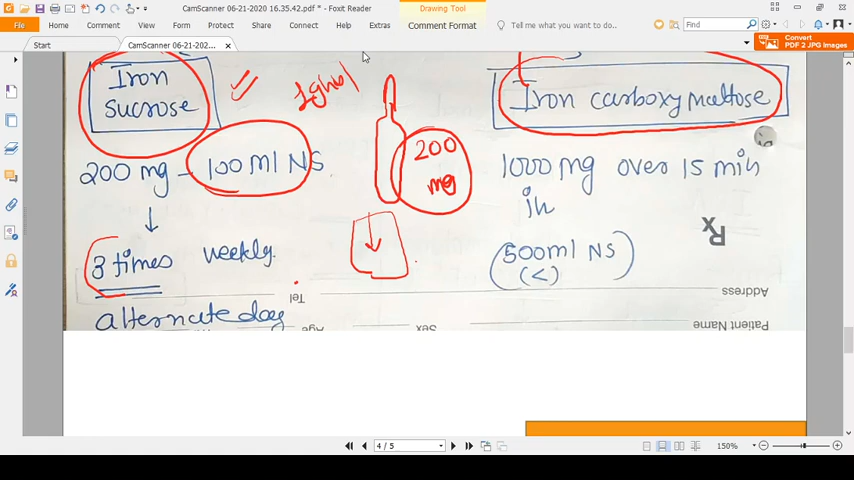 CamScanner 06-21-2020 16.35.42.pdf * - Foxit Reader
Drawing Tool
File
Home
Comment
View
Form
Protect
Share
Connect
Help
Extras
Comment Format
Tell me what you want to do...
Find
Start
CamScanner 06-21-202...
Convert
PDF 2 JPG Images
Iron
Sucrose
Iron carboxymaltose
200 mg - 100 ml NS
200
mg
1000 mg over 15 min
in
3 times weekly.
(500ml NS)
(<)
alternate day
Rx
Address
Tel
Patient Name
Sex
Age
4 / 5
150%